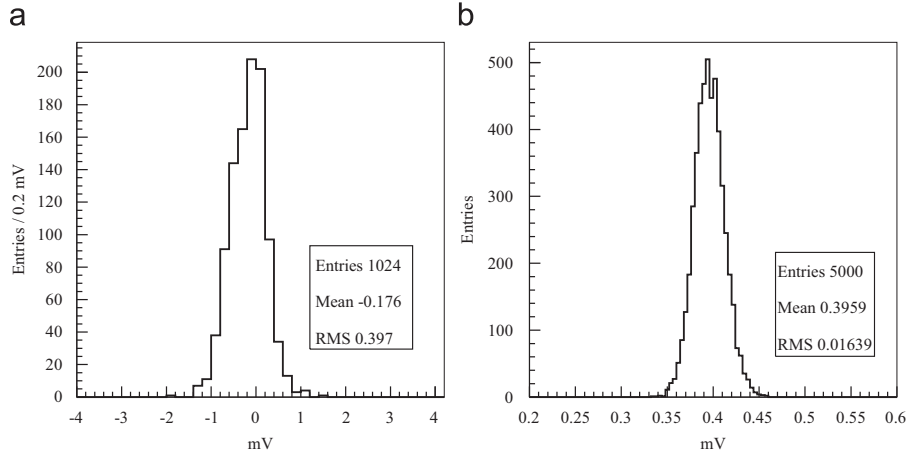 a
200
180
160
140
120
100
80
60
40
20
0
Entries / 0.2 mV
-4 -3 -2 -1 0 1 2 3 4
mV
Entries 1024
Mean -0.176
RMS 0.397
b
500
400
300
200
100
0
Entries
0.2 0.25 0.3 0.35 0.4 0.45 0.5 0.55 0.6
mV
Entries 5000
Mean 0.3959
RMS 0.01639